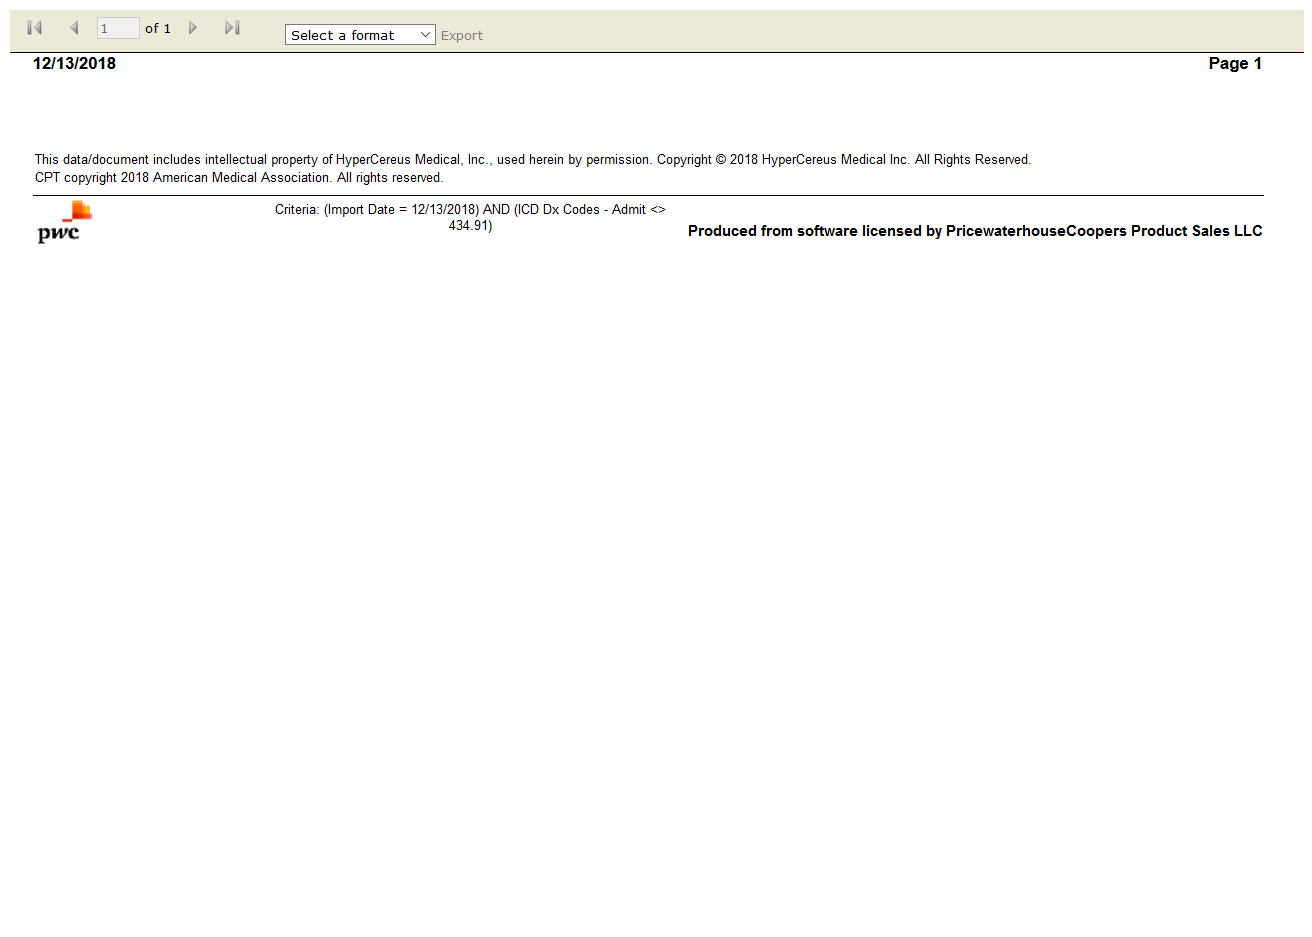 1 of 1 Select a format Export
12/13/2018 Page 1
This data/document includes intellectual property of HyperCereus Medical, Inc., used herein by permission. Copyright © 2018 HyperCereus Medical Inc. All Rights Reserved.
CPT copyright 2018 American Medical Association. All rights reserved.
pwc
Criteria: (Import Date = 12/13/2018) AND (ICD Dx Codes - Admit <>
434.91)
Produced from software licensed by PricewaterhouseCoopers Product Sales LLC